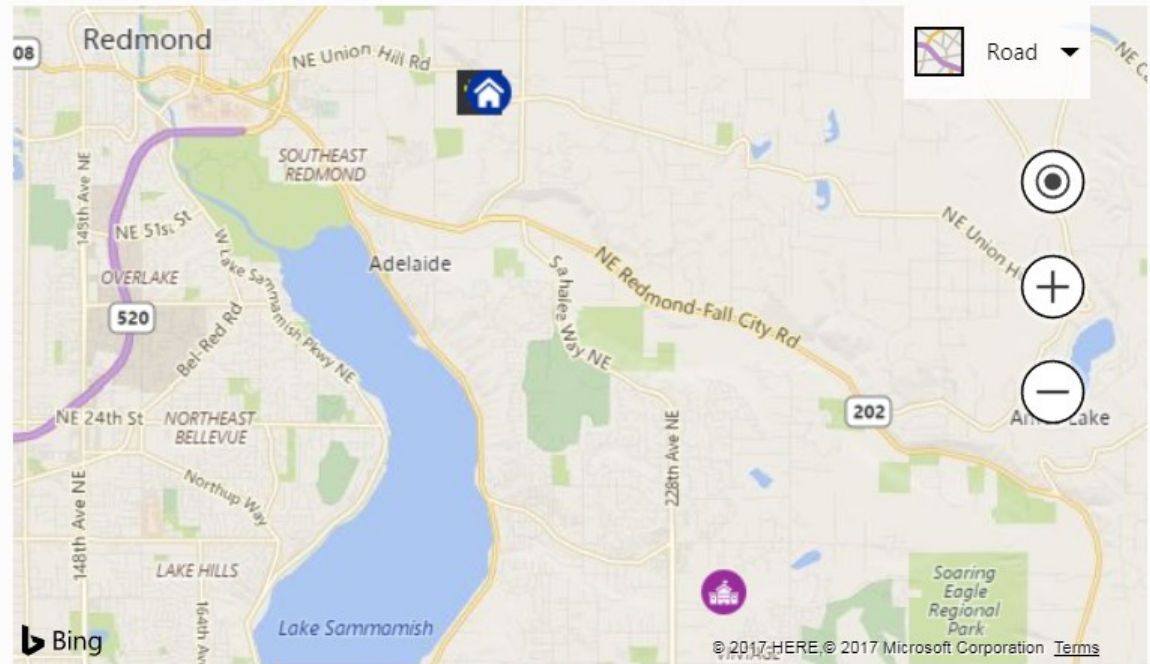 Redmond
08
NE Union Hill Rd
Road
NE
SOUTHEAST
REDMOND
148th Ave NE
NE 51st St
W Lake Sammamish Pkwy NE
Adelaide
OVERLAKE
520
Bel-Red Rd
Sahalee Way NE
NE Redmond-Fall City Rd
NE Union
NE 24th St
NORTHEAST
BELLEVUE
202
Lake
228th Ave NE
Northup Way
148th Ave NE
LAKE HILLS
164th Av
Soaring
Eagle
Regional
Park
Lake Sammamish
Bing
© 2017 HERE,© 2017 Microsoft Corporation Terms